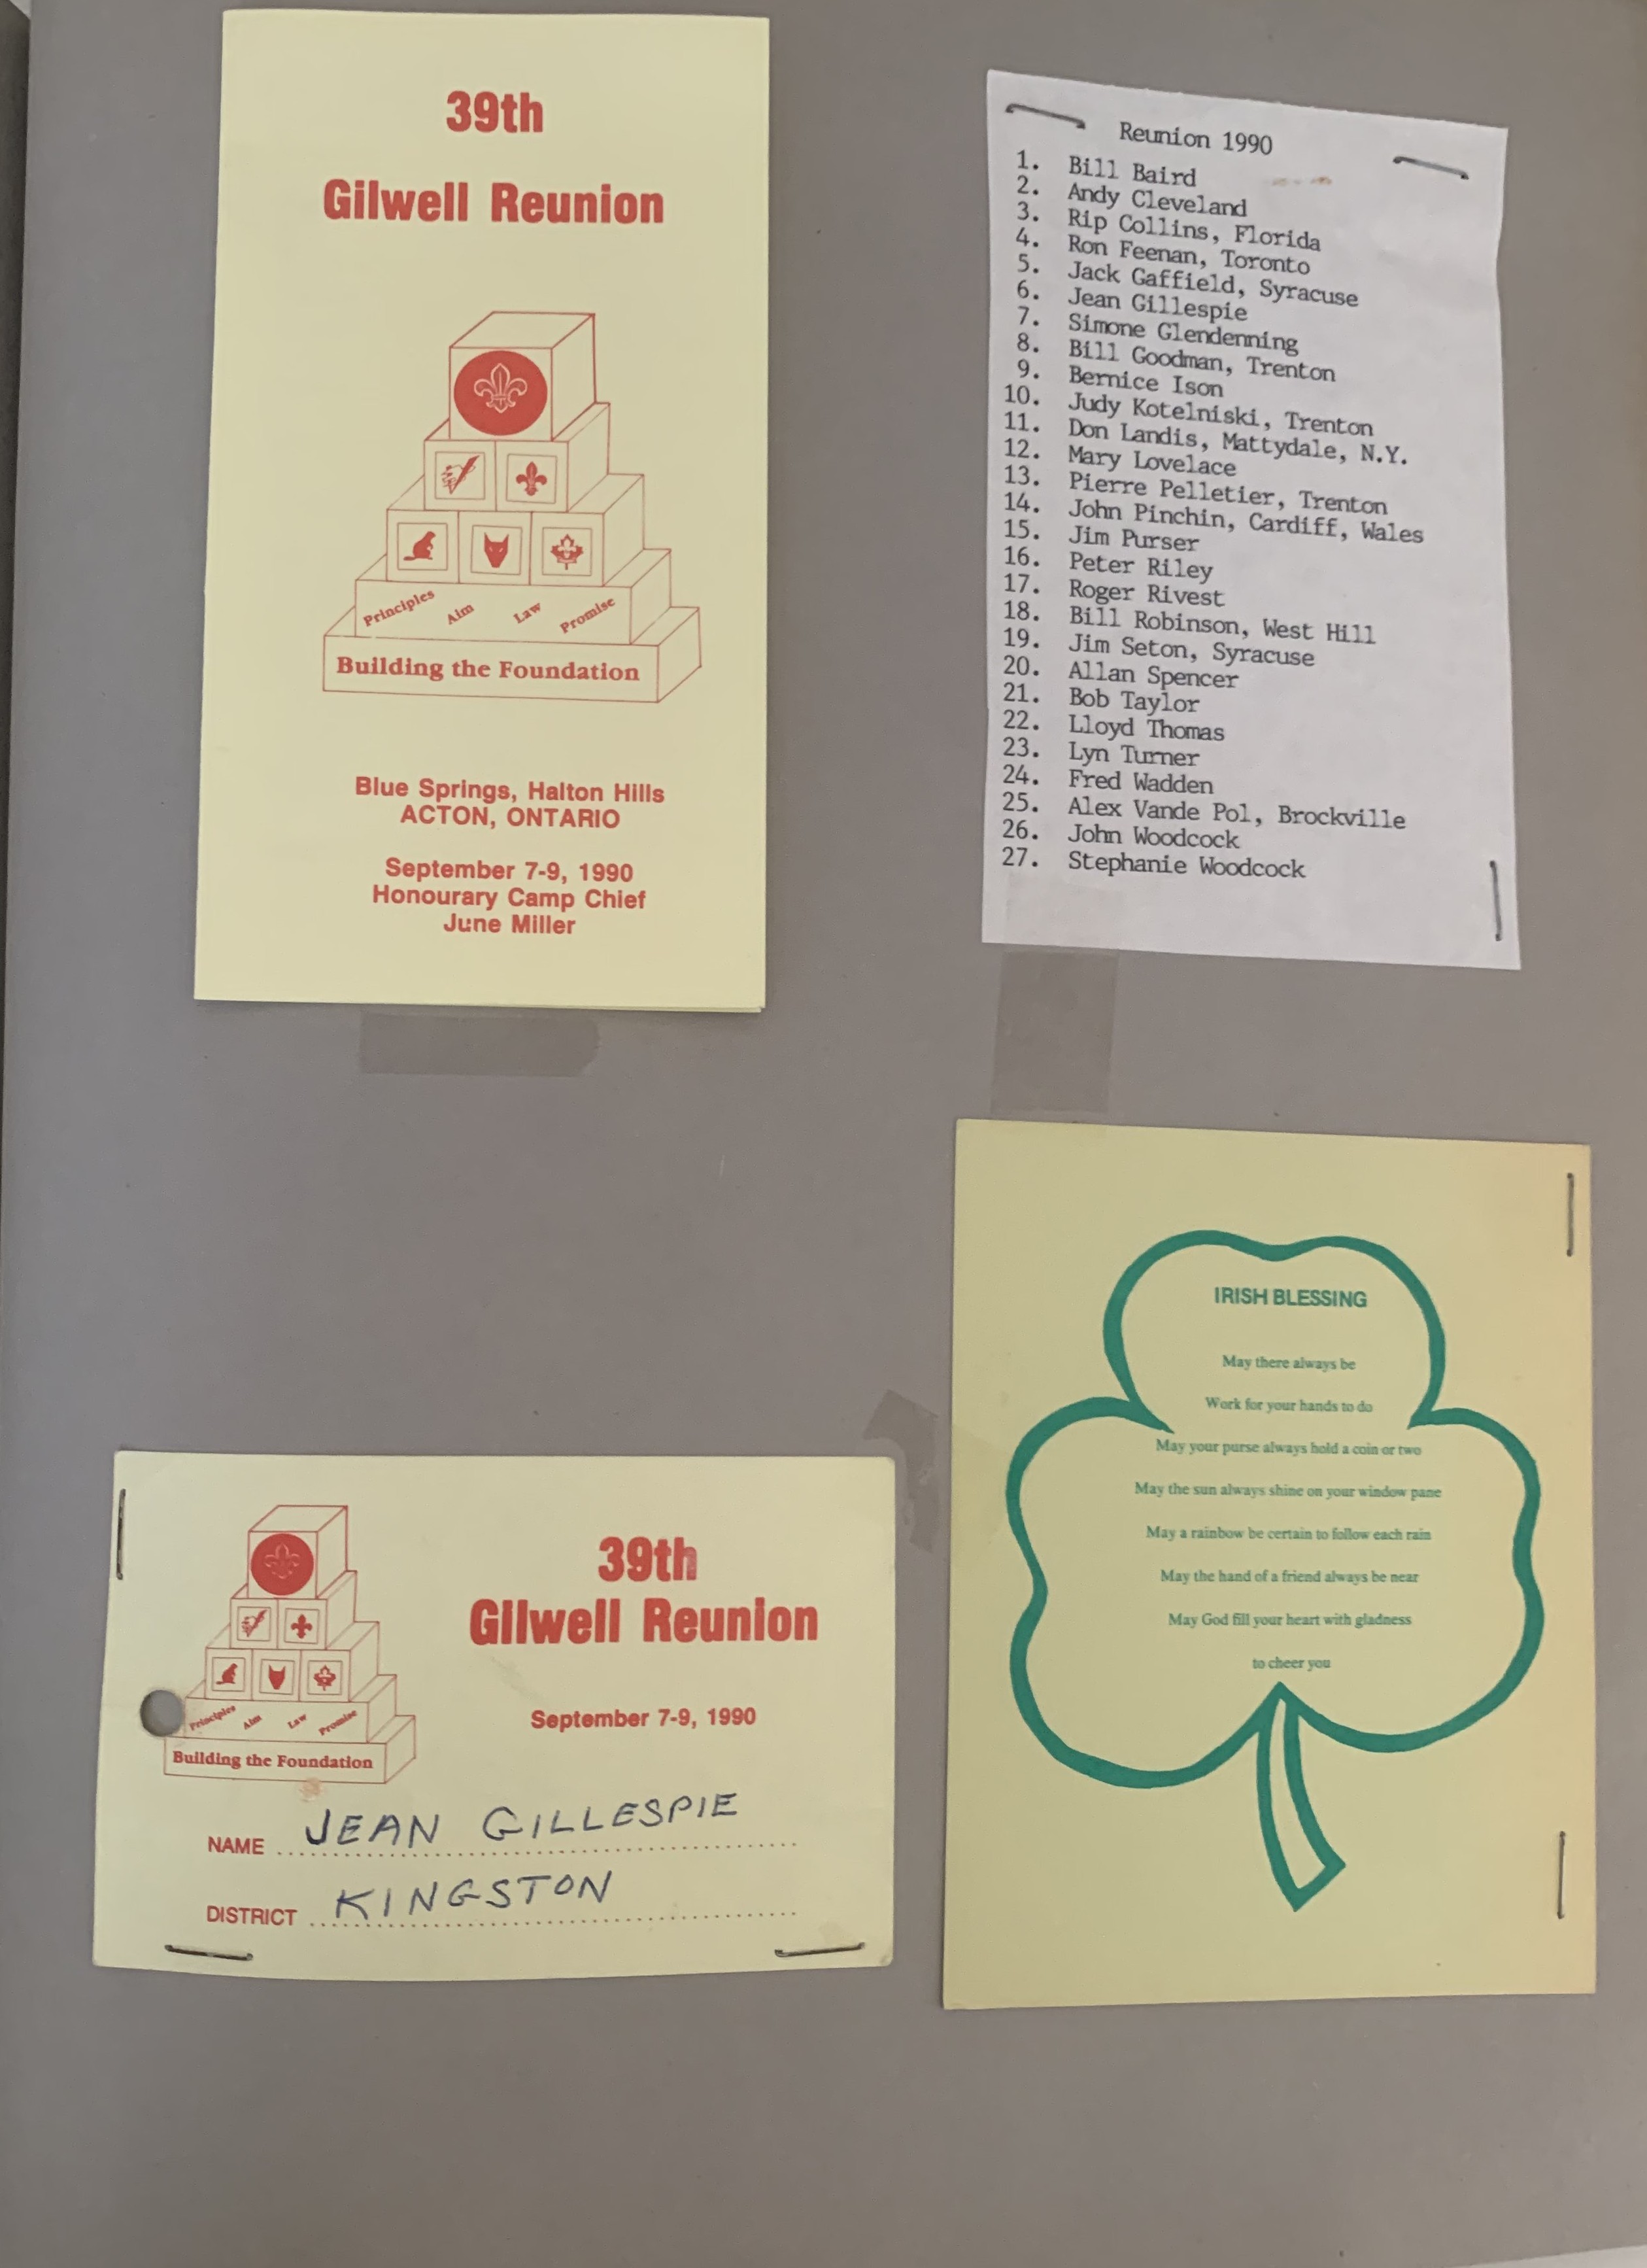 39th
Gilwell Reunion
Principles Aim Law Promise
Building the Foundation
Blue Springs, Halton Hills
ACTON, ONTARIO
September 7-9, 1990
Honourary Camp Chief
June Miller
Reunion 1990
1. Bill Baird
2. Andy Cleveland
3. Rip Collins, Florida
4. Ron Feenan, Toronto
5. Jack Gaffield, Syracuse
6. Jean Gillespie
7. Simone Glendenning
8. Bill Goodman, Trenton
9. Bernice Ison
10. Judy Kotelniski, Trenton
11. Don Landis, Mattydale, N.Y.
12. Mary Lovelace
13. Pierre Pelletier, Trenton
14. John Pinchin, Cardiff, Wales
15. Jim Purser
16. Peter Riley
17. Roger Rivest
18. Bill Robinson, West Hill
19. Jim Seton, Syracuse
20. Allan Spencer
21. Bob Taylor
22. Lloyd Thomas
23. Lyn Turner
24. Fred Wadden
25. Alex Vande Pol, Brockville
26. John Woodcock
27. Stephanie Woodcock
39th
Gilwell Reunion
September 7-9, 1990
Principles Aim Law Promise
Building the Foundation
NAME JEAN GILLESPIE
DISTRICT KINGSTON
IRISH BLESSING
May there always be
Work for your hands to do
May your purse always hold a coin or two
May the sun always shine on your window pane
May a rainbow be certain to follow each rain
May the hand of a friend always be near
May God fill your heart with gladness
to cheer you